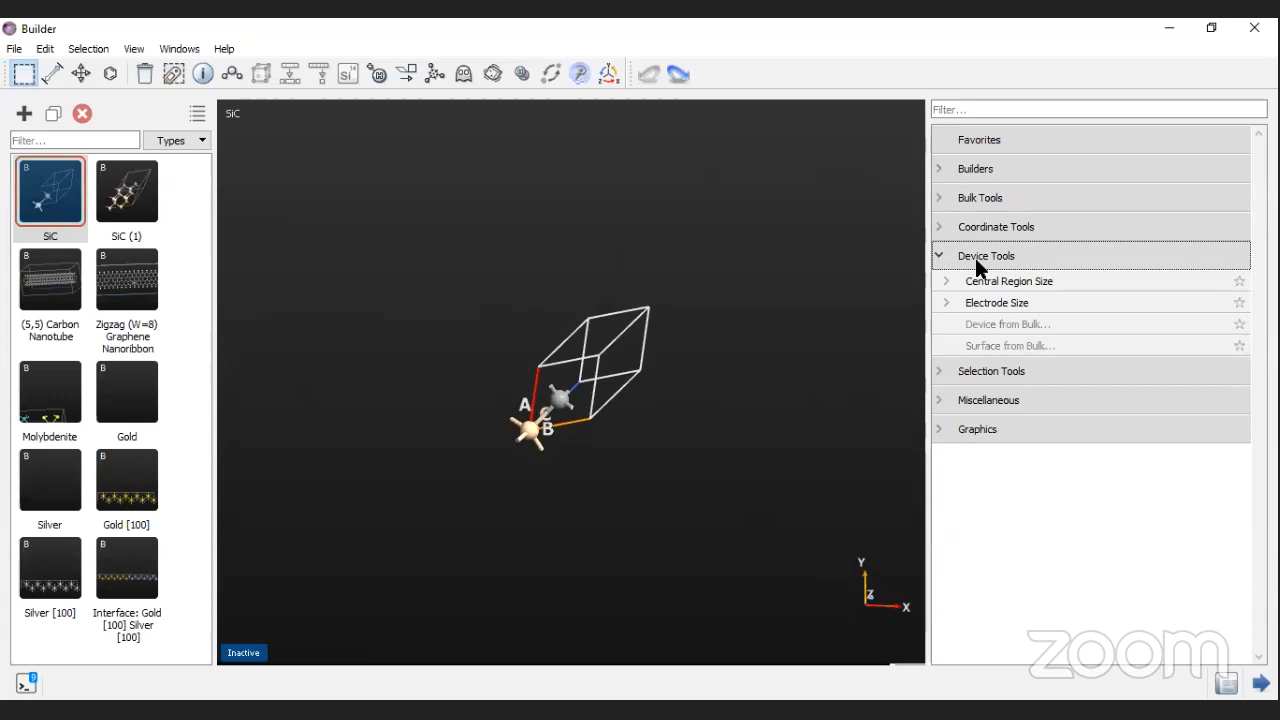 Builder
File Edit Selection View Windows Help
Si
P
Filter...
Types
SiC
Filter...
B
SiC
B
SiC (1)
B
(5,5) Carbon
Nanotube
B
Zigzag (W=8)
Graphene
Nanoribbon
B
Molybdenite
B
Gold
B
Silver
B
Gold [100]
B
Silver [100]
B
Interface: Gold
[100] Silver
[100]
A
C
B
Y
Z
X
Inactive
Favorites
Builders
Bulk Tools
Coordinate Tools
Device Tools
Central Region Size
Electrode Size
Device from Bulk...
Surface from Bulk...
Selection Tools
Miscellaneous
Graphics
zoom